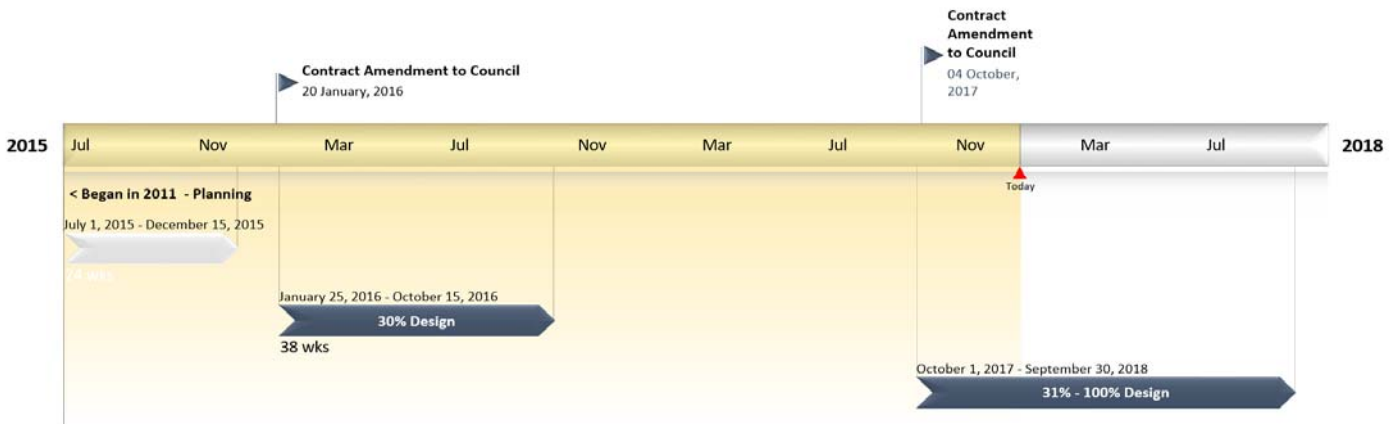 Contract
Amendment
to Council
04 October,
2017
Contract Amendment to Council
20 January, 2016
2015 Jul Nov Mar Jul Nov Mar Jul Nov Mar Jul 2018
Today
< Began in 2011 - Planning
July 1, 2015 - December 15, 2015
24 wks
January 25, 2016 - October 15, 2016
30% Design
38 wks
October 1, 2017 - September 30, 2018
31% - 100% Design